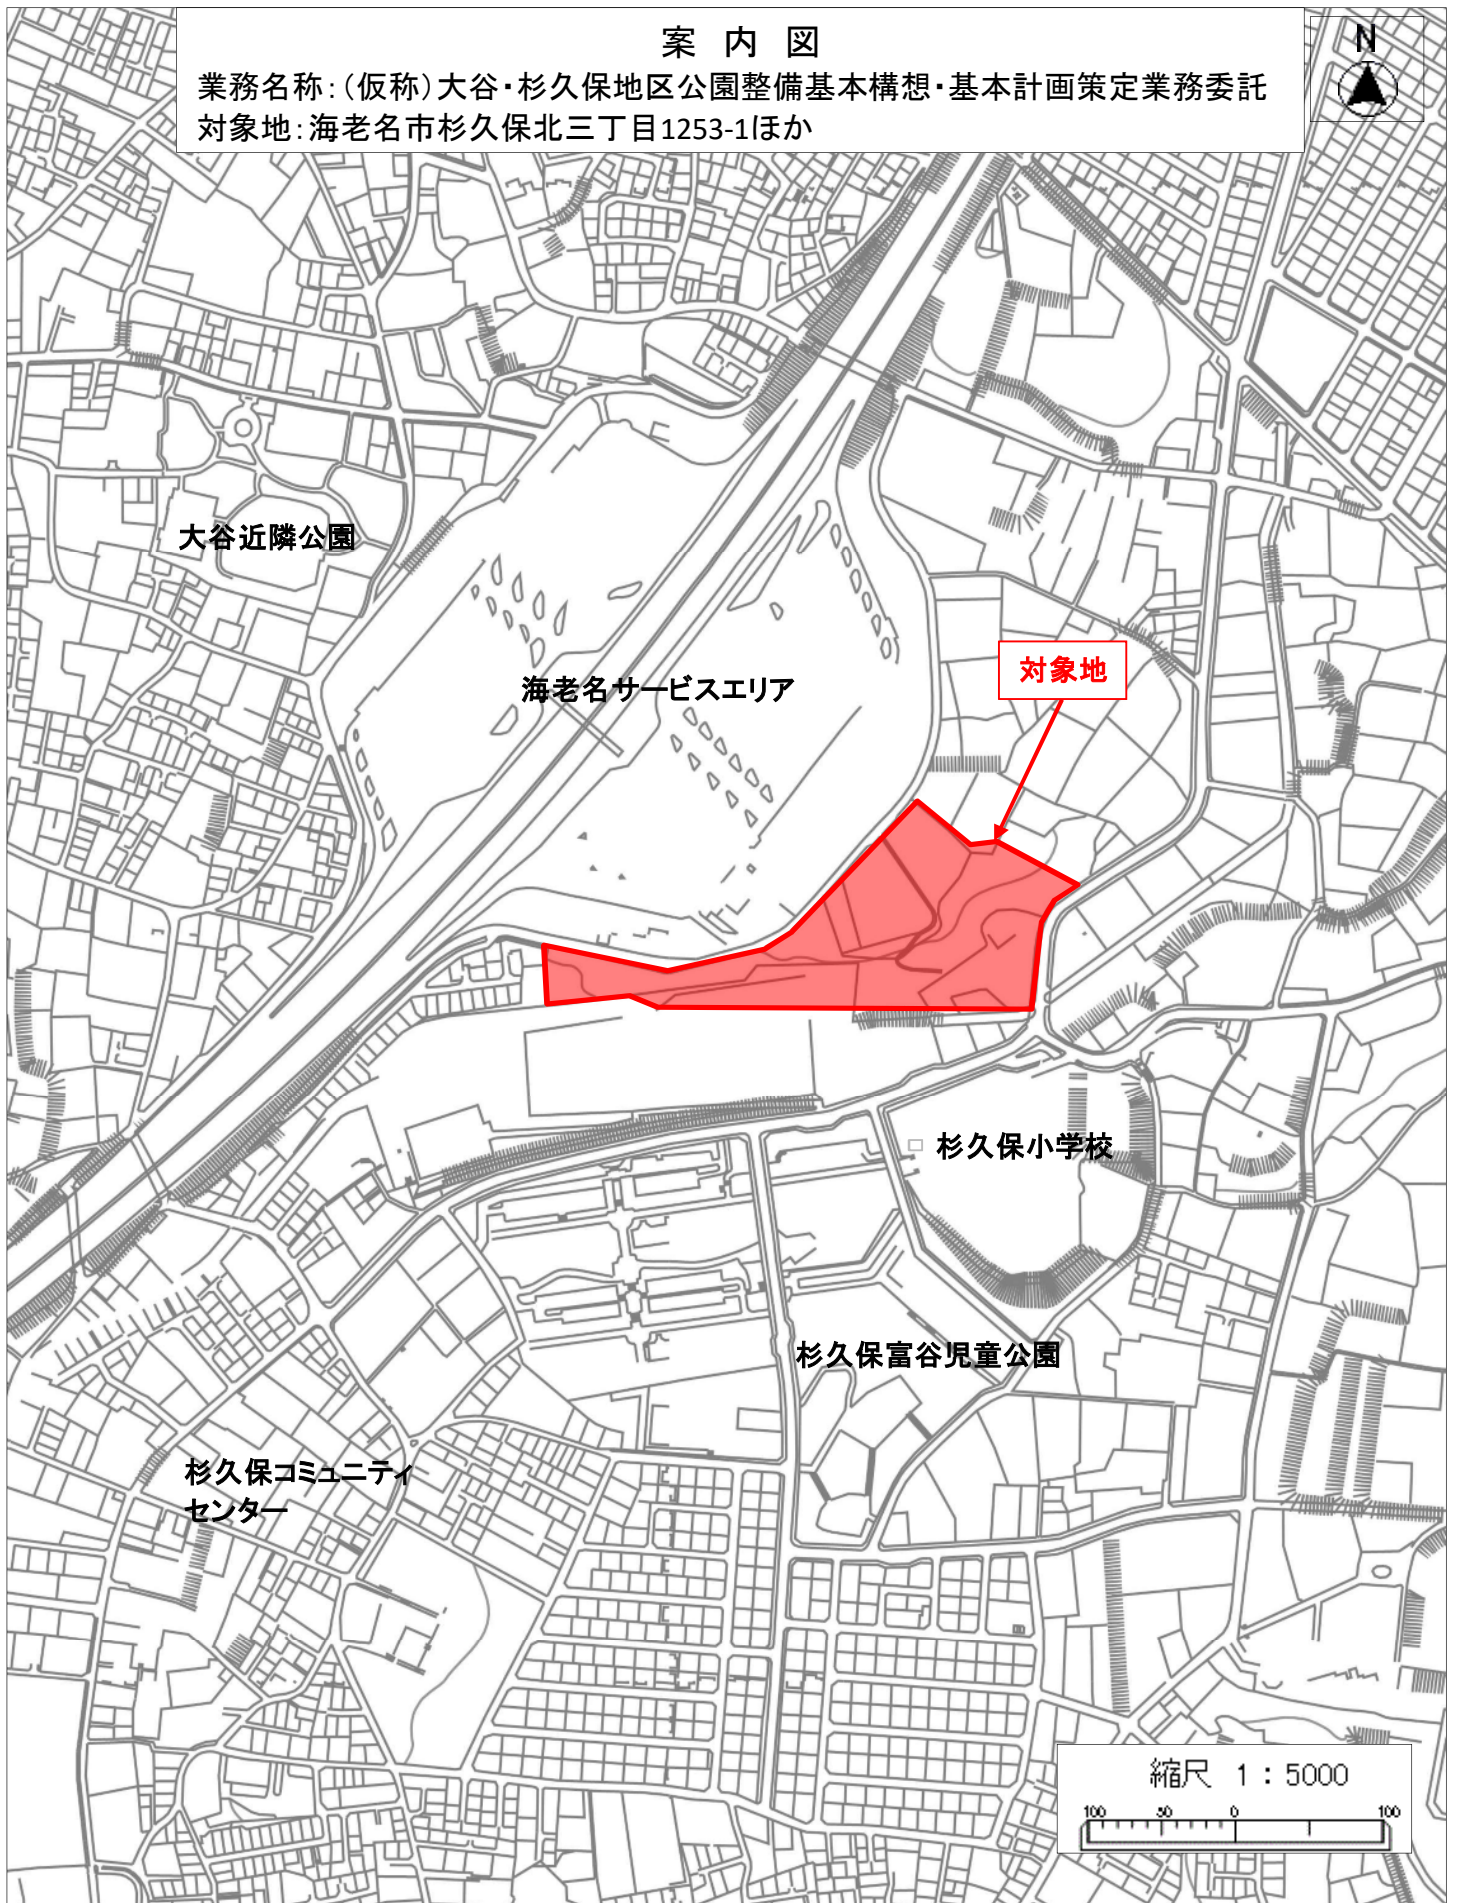 案内図
N
業務名称:(仮称)大谷・杉久保地区公園整備基本構想・基本計画策定業務委託
対象地:海老名市杉久保北三丁目1253-1ほか
大谷近隣公園
対象地
海老名サービスエリア
杉久保小学校
杉久保富谷児童公園
杉久保コミュニティ
センター
縮尺 1:5000
100 50 0 100